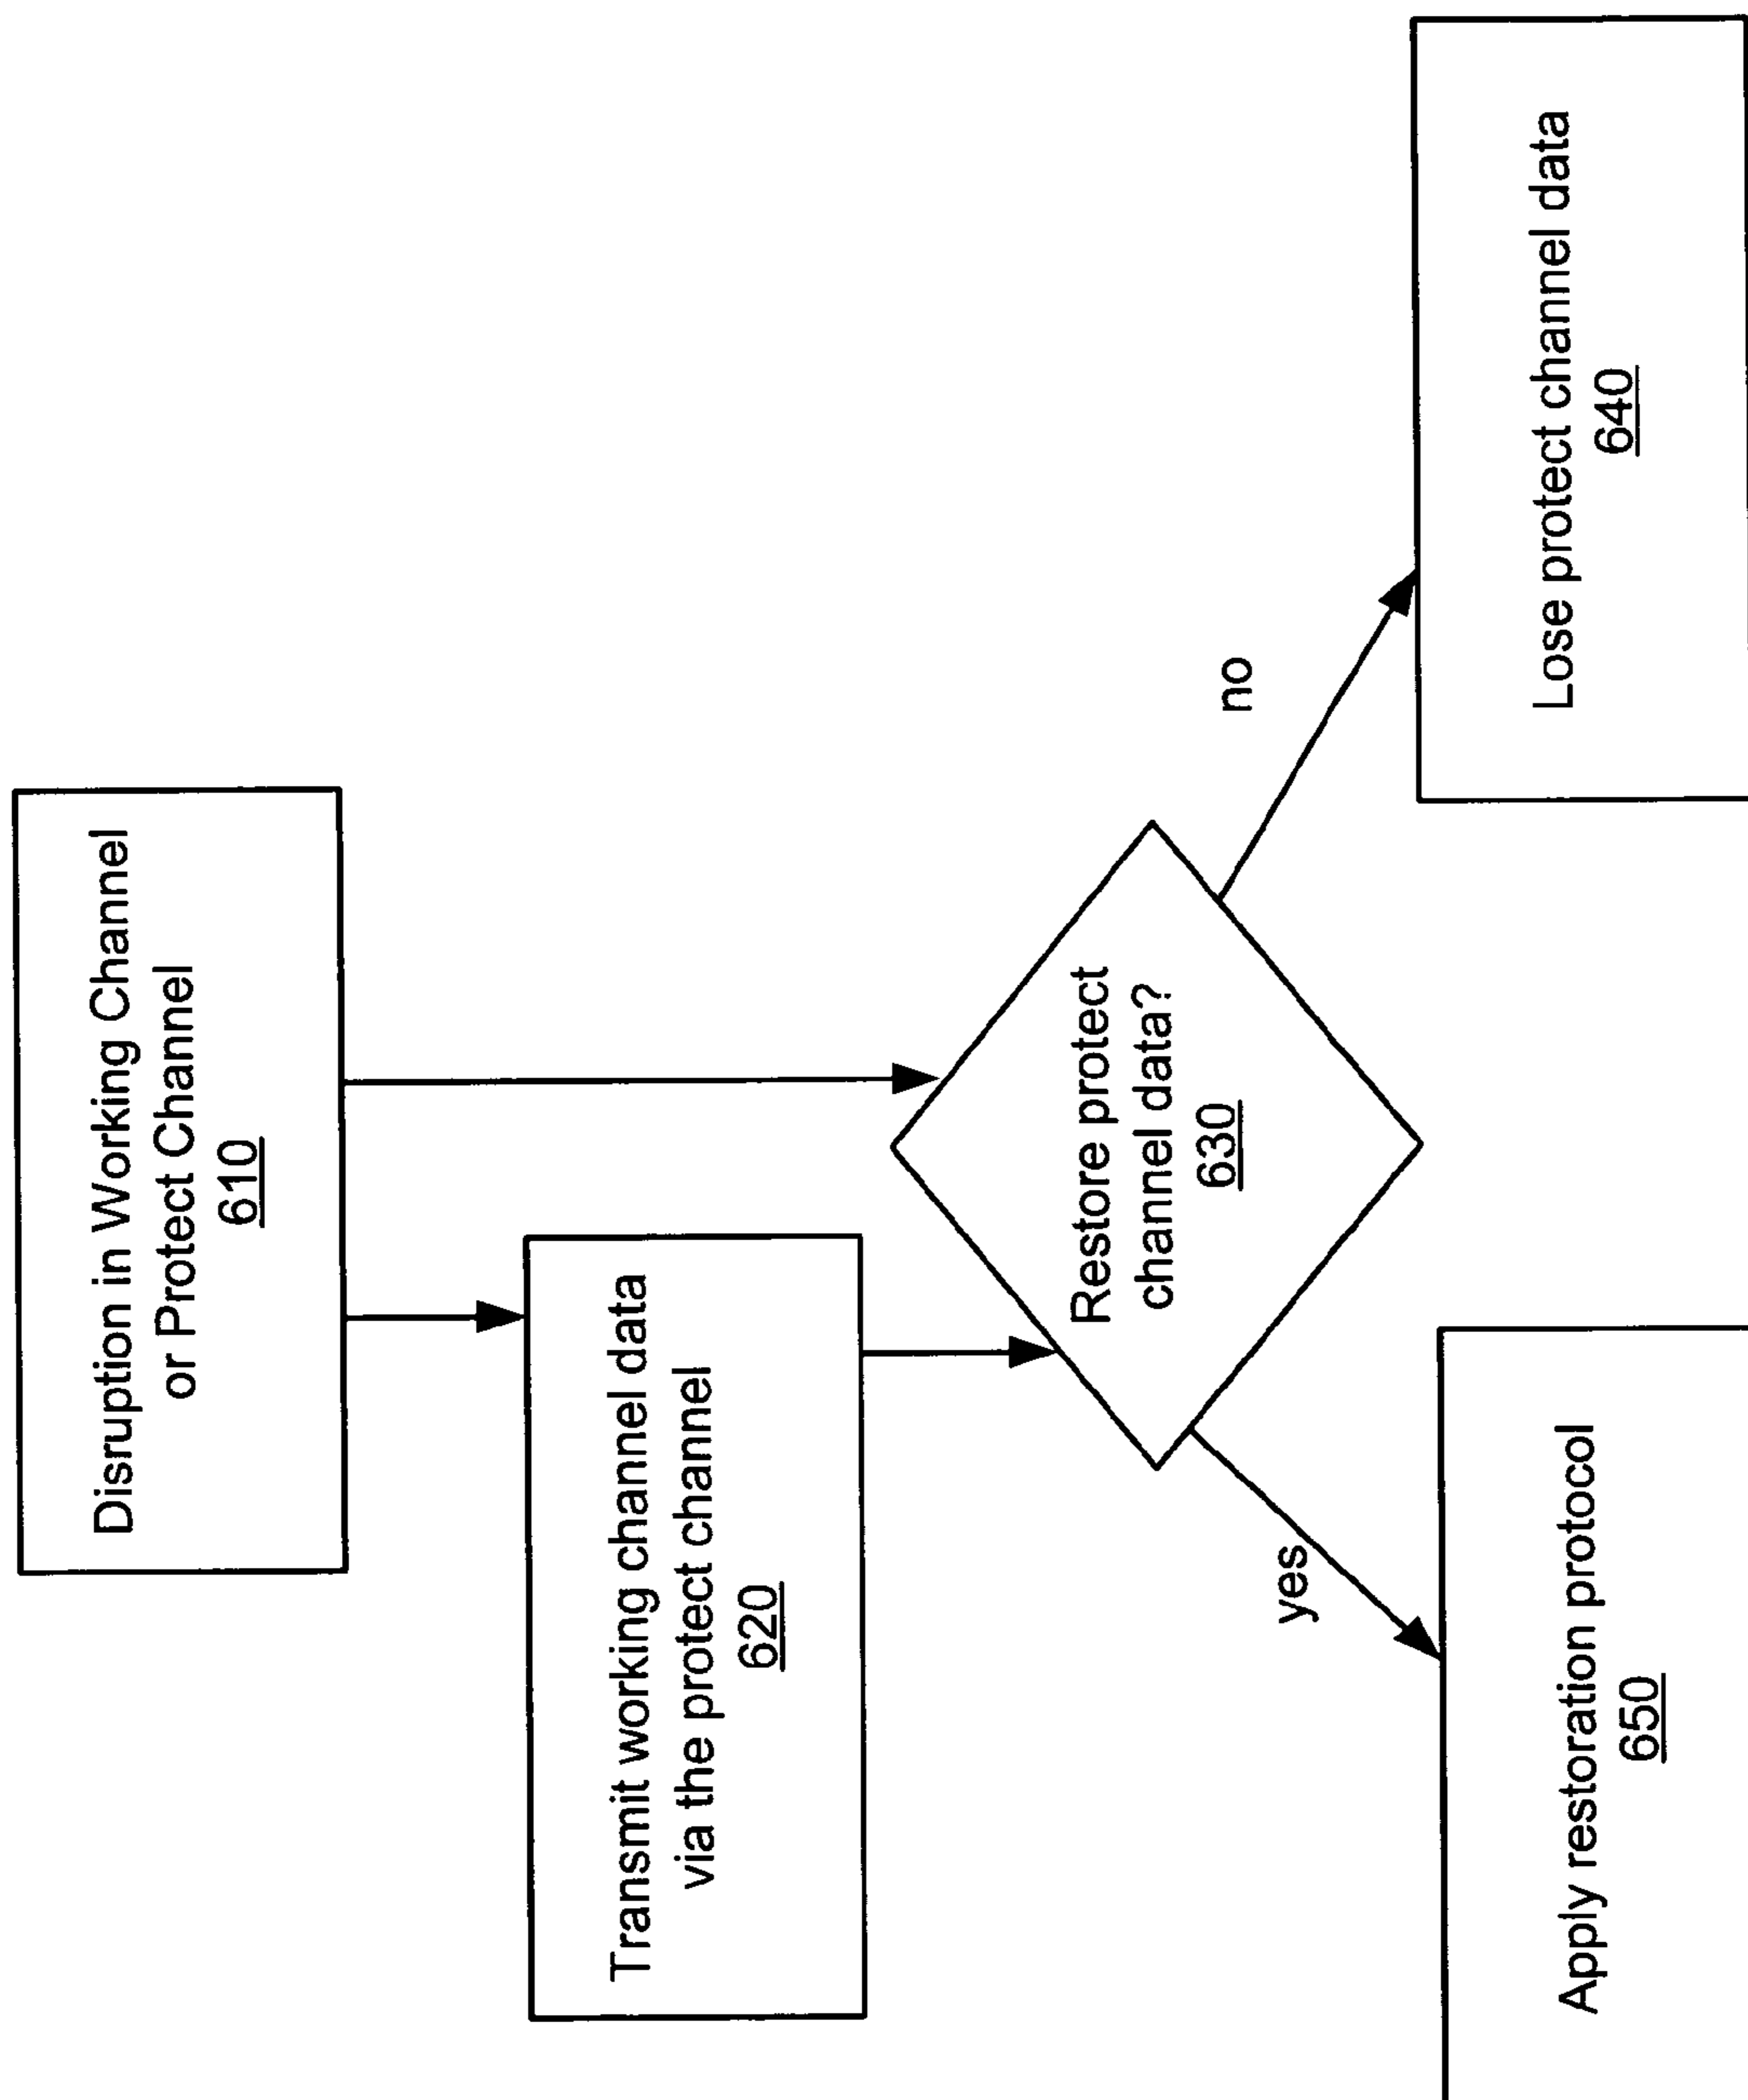 Disruption in Working Channel
or Protect Channel
610
Transmit working channel data
via the protect channel
620
Restore protect
channel data?
630
yes
no
Apply restoration protocol
650
Lose protect channel data
640